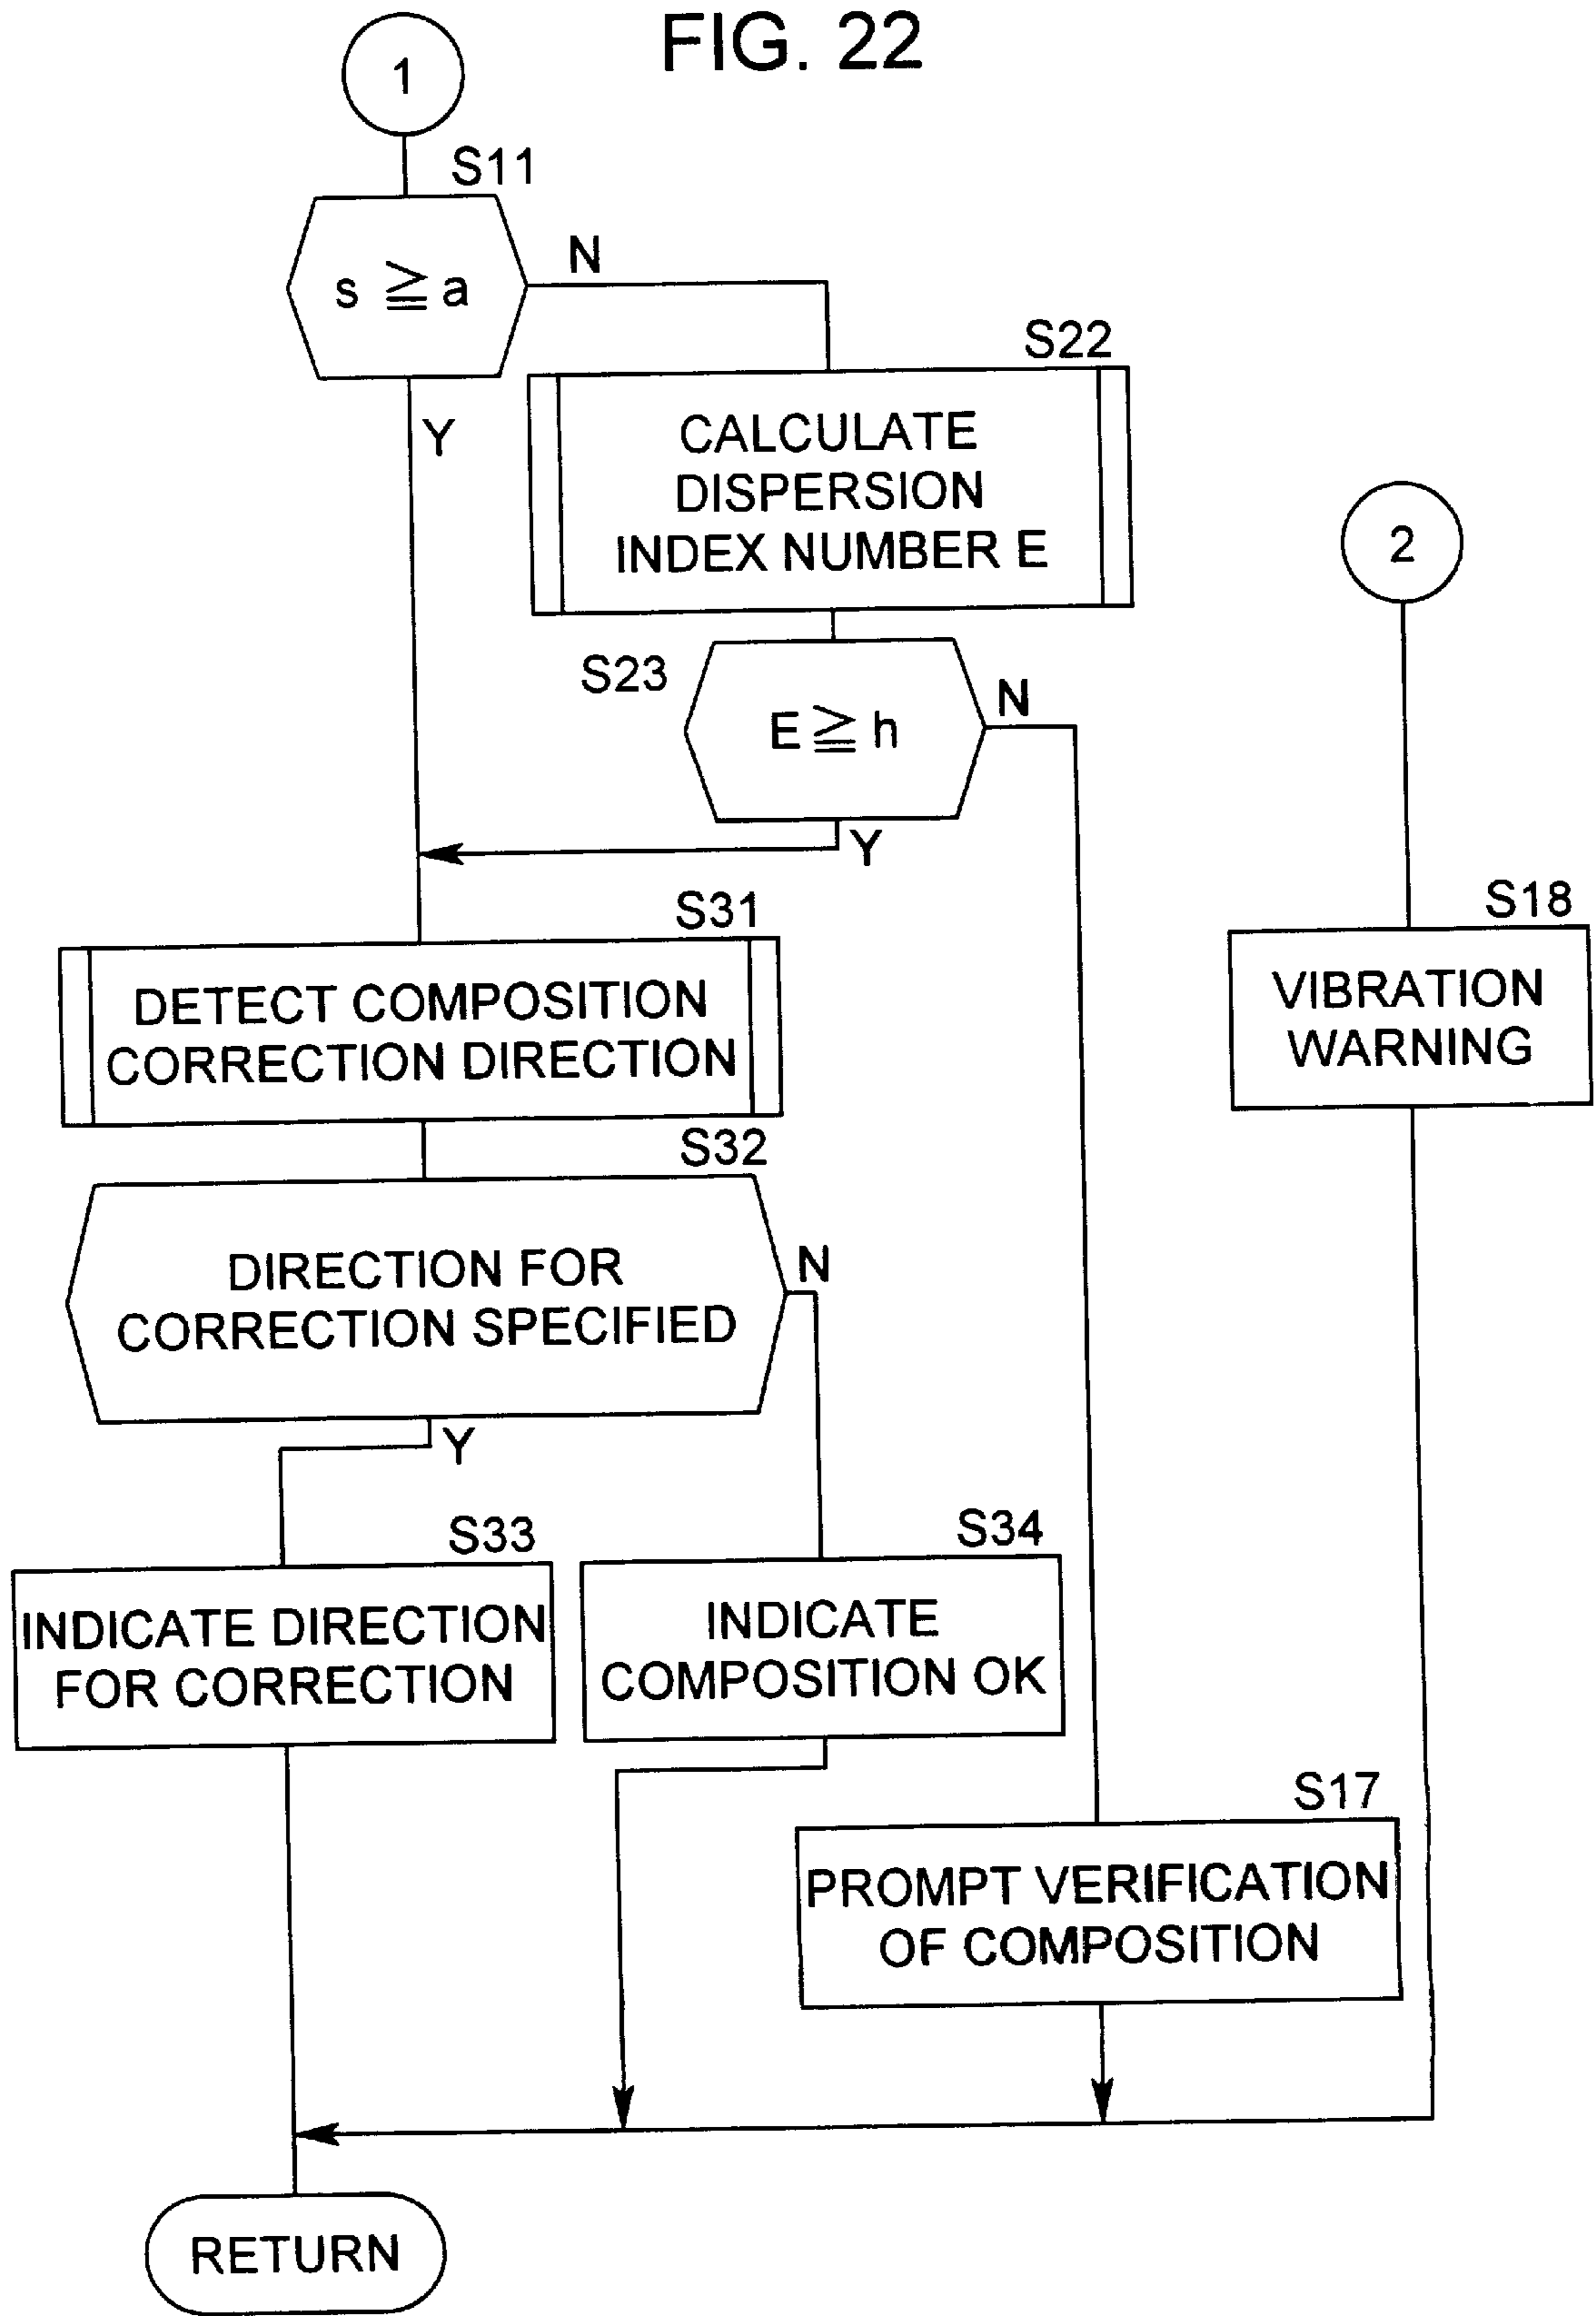 FIG. 22
1
S11
s ≧ a
N
Y
S22
CALCULATE
DISPERSION
INDEX NUMBER E
2
S23
E ≧ h
N
Y
S31
DETECT COMPOSITION
CORRECTION DIRECTION
S18
VIBRATION
WARNING
S32
DIRECTION FOR
CORRECTION SPECIFIED
N
Y
S33
INDICATE DIRECTION
FOR CORRECTION
S34
INDICATE
COMPOSITION OK
S17
PROMPT VERIFICATION
OF COMPOSITION
RETURN